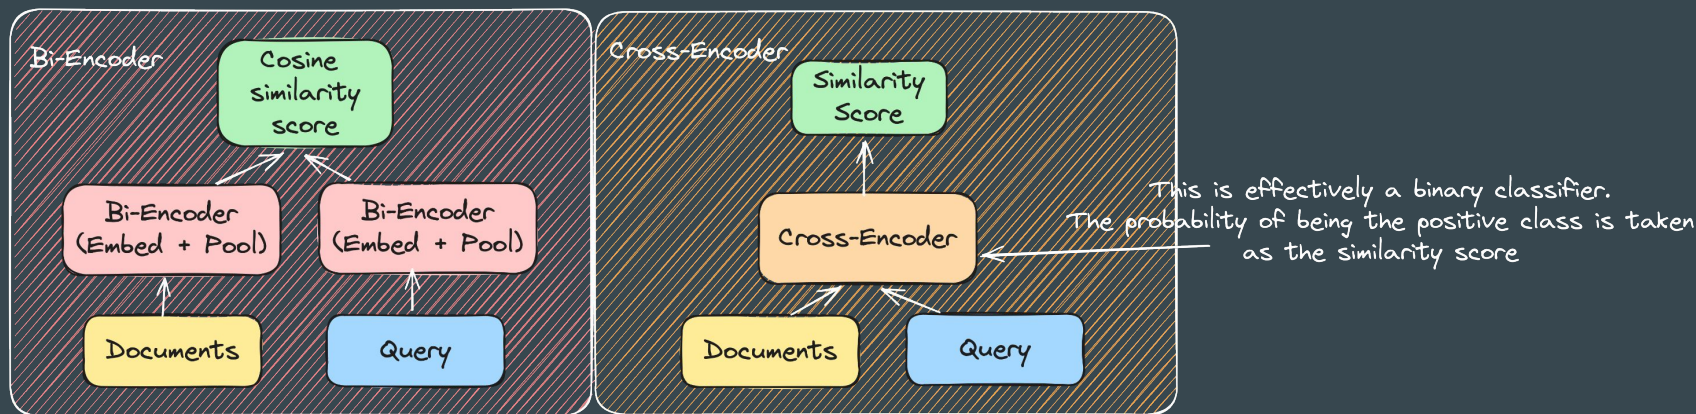 Bi-Encoder
Cosine
similarity
score
Bi-Encoder
(Embed + Pool)
Bi-Encoder
(Embed + Pool)
Documents
Query
Cross-Encoder
Similarity
Score
Cross-Encoder
Documents
Query
This is effectively a binary classifier.
The probability of being the positive class is taken
as the similarity score